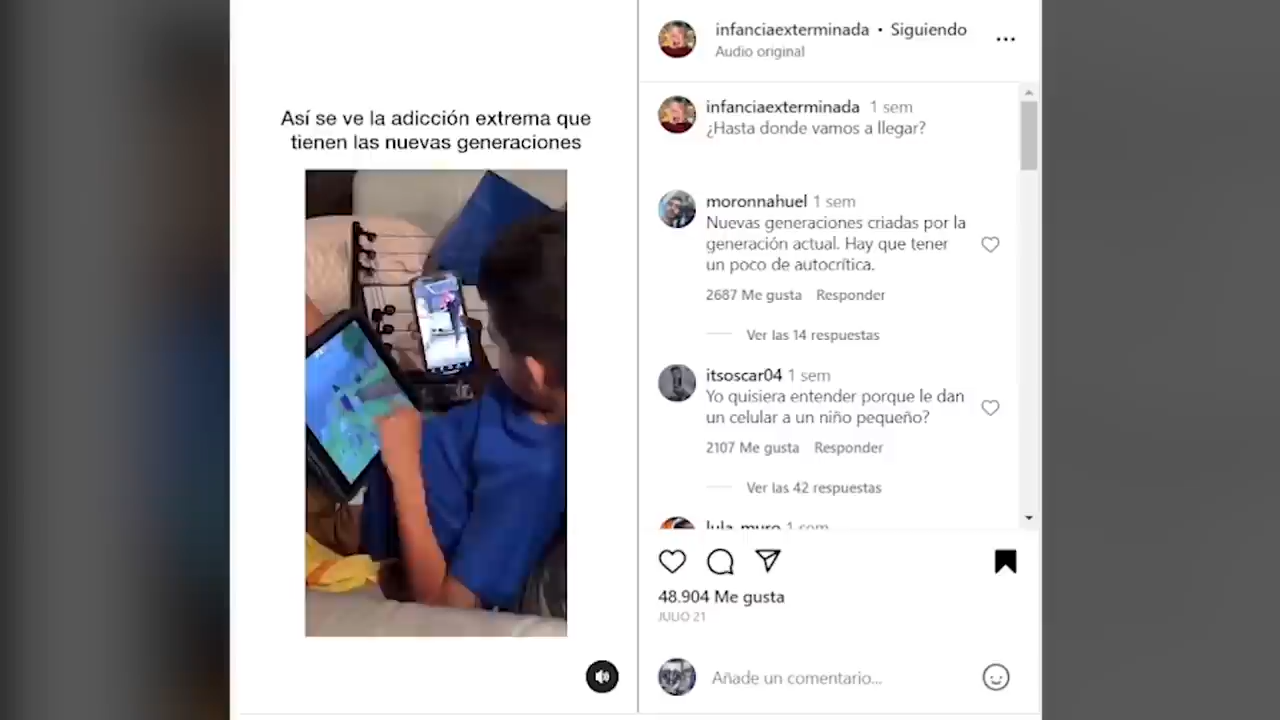 Así se ve la adicción extrema que
tienen las nuevas generaciones
infanciaexterminada • Siguiendo
Audio original
infanciaexterminada 1 sem
¿Hasta donde vamos a llegar?
moronnahuel 1 sem
Nuevas generaciones criadas por la
generación actual. Hay que tener
un poco de autocrítica.
2687 Me gusta Responder
Ver las 14 respuestas
itsoscar04 1 sem
Yo quisiera entender porque le dan
un celular a un niño pequeño?
2107 Me gusta Responder
Ver las 42 respuestas
lula_muro 1 sem
48.904 Me gusta
JULIO 21
Añade un comentario...